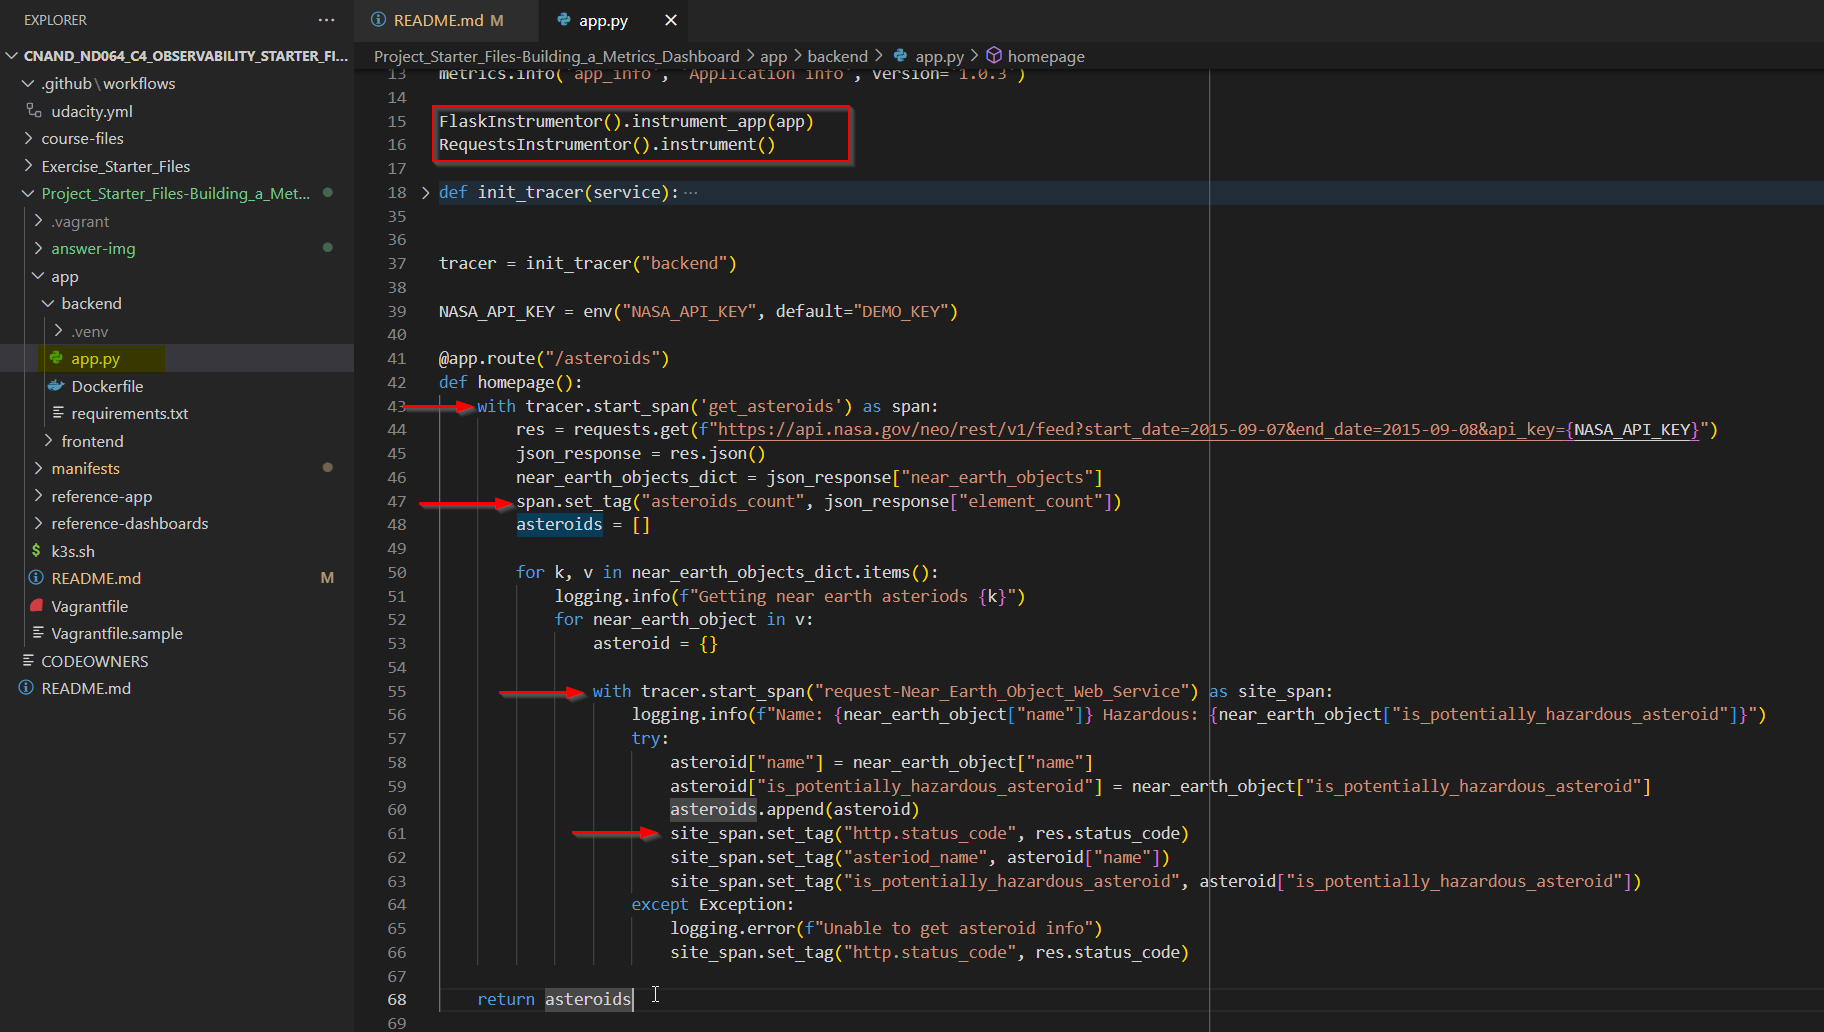 EXPLORER ···
README.md M
app.py ×
CNAND_ND064_C4_OBSERVABILITY_STARTER_FI...
.github\workflows
udacity.yml
course-files
Exercise_Starter_Files
Project_Starter_Files-Building_a_Met...
.vagrant
answer-img
app
backend
.venv
app.py
Dockerfile
requirements.txt
frontend
manifests
reference-app
reference-dashboards
$ k3s.sh
README.md M
Vagrantfile
Vagrantfile.sample
CODEOWNERS
README.md
Project_Starter_Files-Building_a_Metrics_Dashboard > app > backend > app.py > homepage
13 metrics.info('app_info', 'Application info', version='1.0.3')
14
15 FlaskInstrumentor().instrument_app(app)
16 RequestsInstrumentor().instrument()
17
18 def init_tracer(service):···
35
36
37 tracer = init_tracer("backend")
38
39 NASA_API_KEY = env("NASA_API_KEY", default="DEMO_KEY")
40
41 @app.route("/asteroids")
42 def homepage():
43 with tracer.start_span('get_asteroids') as span:
44 res = requests.get(f"https://api.nasa.gov/neo/rest/v1/feed?start_date=2015-09-07&end_date=2015-09-08&api_key={NASA_API_KEY}")
45 json_response = res.json()
46 near_earth_objects_dict = json_response["near_earth_objects"]
47 span.set_tag("asteroids_count", json_response["element_count"])
48 asteroids = []
49
50 for k, v in near_earth_objects_dict.items():
51 logging.info(f"Getting near earth asteriods {k}")
52 for near_earth_object in v:
53 asteroid = {}
54
55 with tracer.start_span("request-Near_Earth_Object_Web_Service") as site_span:
56 logging.info(f"Name: {near_earth_object["name"]} Hazardous: {near_earth_object["is_potentially_hazardous_asteroid"]}")
57 try:
58 asteroid["name"] = near_earth_object["name"]
59 asteroid["is_potentially_hazardous_asteroid"] = near_earth_object["is_potentially_hazardous_asteroid"]
60 asteroids.append(asteroid)
61 site_span.set_tag("http.status_code", res.status_code)
62 site_span.set_tag("asteriod_name", asteroid["name"])
63 site_span.set_tag("is_potentially_hazardous_asteroid", asteroid["is_potentially_hazardous_asteroid"])
64 except Exception:
65 logging.error(f"Unable to get asteroid info")
66 site_span.set_tag("http.status_code", res.status_code)
67
68 return asteroids
69